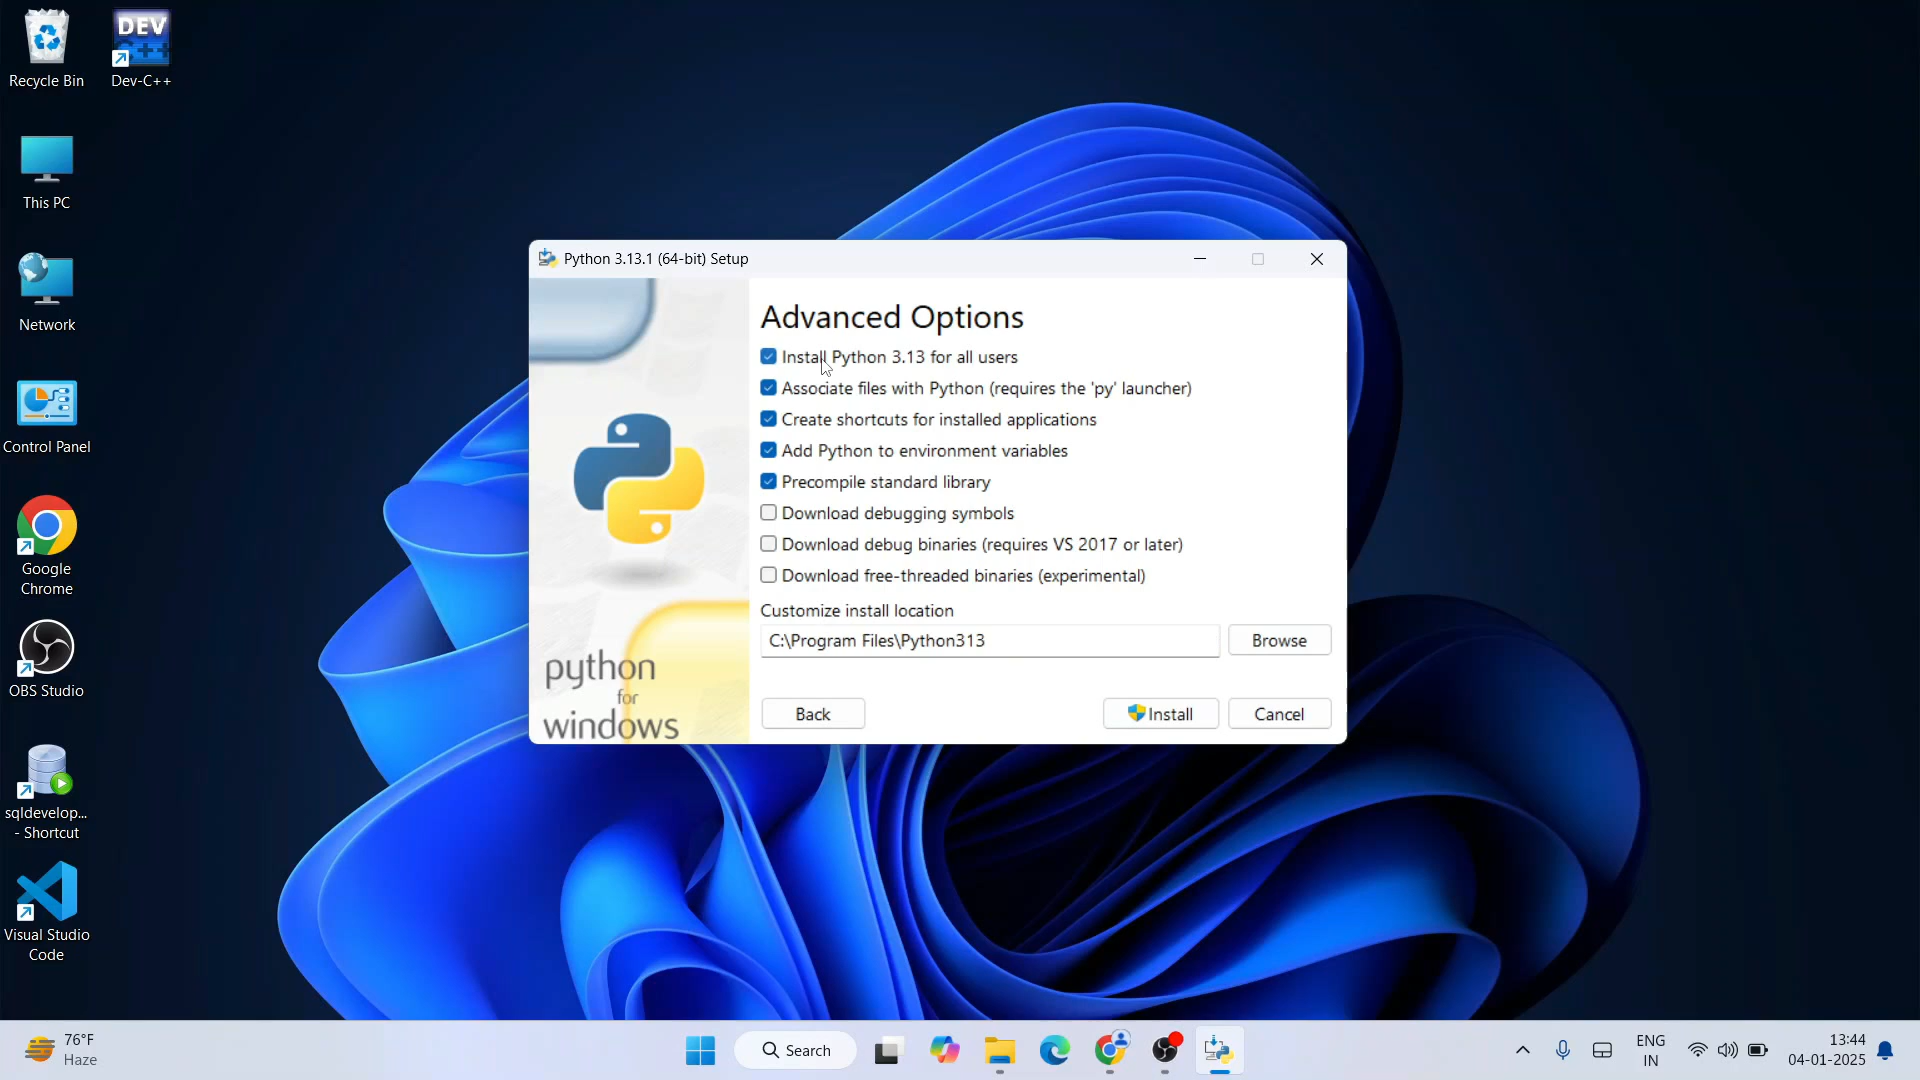 Recycle Bin
DEV
Dev-C++
This PC
Network
Control Panel
Google
Chrome
OBS Studio
sqldevelop...
- Shortcut
Visual Studio
Code
Python 3.13.1 (64-bit) Setup
python
for
windows
Advanced Options
Install Python 3.13 for all users
Associate files with Python (requires the 'py' launcher)
Create shortcuts for installed applications
Add Python to environment variables
Precompile standard library
Download debugging symbols
Download debug binaries (requires VS 2017 or later)
Download free-threaded binaries (experimental)
Customize install location
C:\Program Files\Python313
Browse
Back
Install
Cancel
76°F
Haze
Search
ENG
IN
13:44
04-01-2025